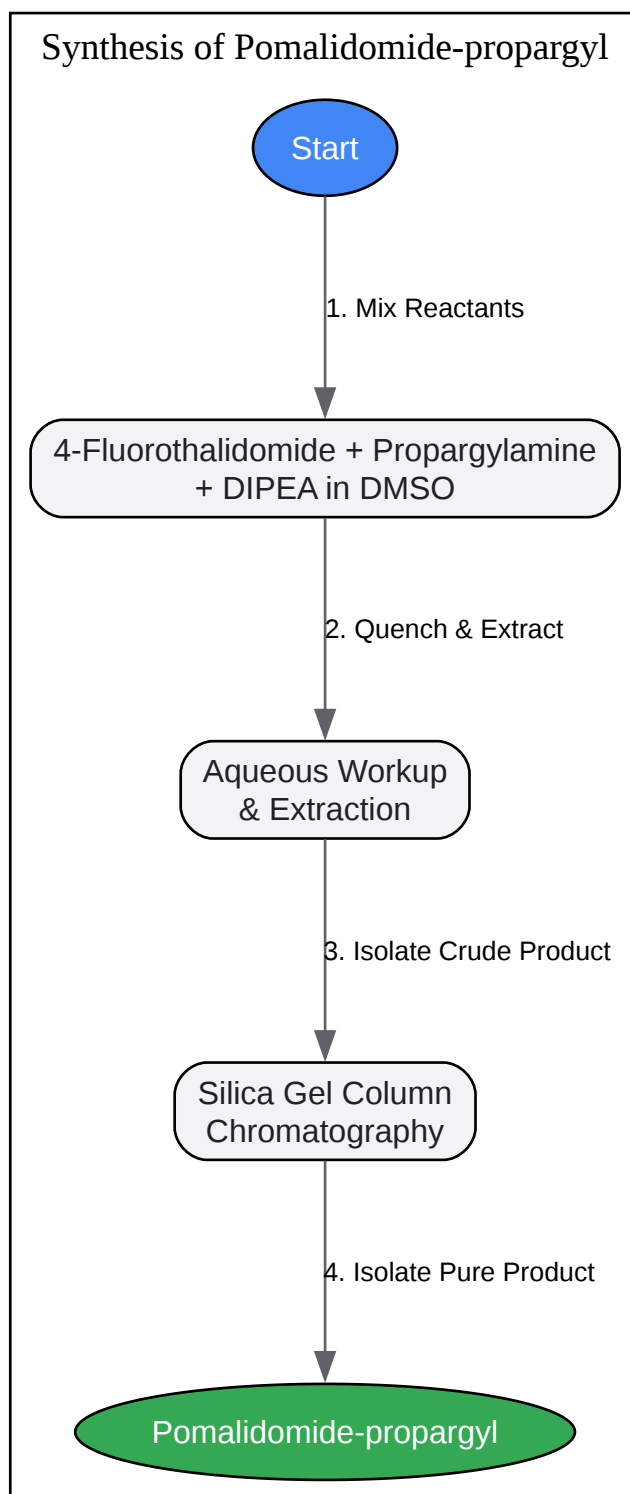 Synthesis of Pomalidomide-propargyl
Start
1. Mix Reactants
4-Fluorothalidomide + Propargylamine
+ DIPEA in DMSO
2. Quench & Extract
Aqueous Workup
& Extraction
3. Isolate Crude Product
Silica Gel Column
Chromatography
4. Isolate Pure Product
Pomalidomide-propargyl